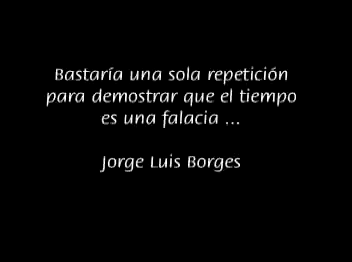 Bastaría una sola repetición
para demostrar que el tiempo
es una falacia ...
Jorge Luis Borges